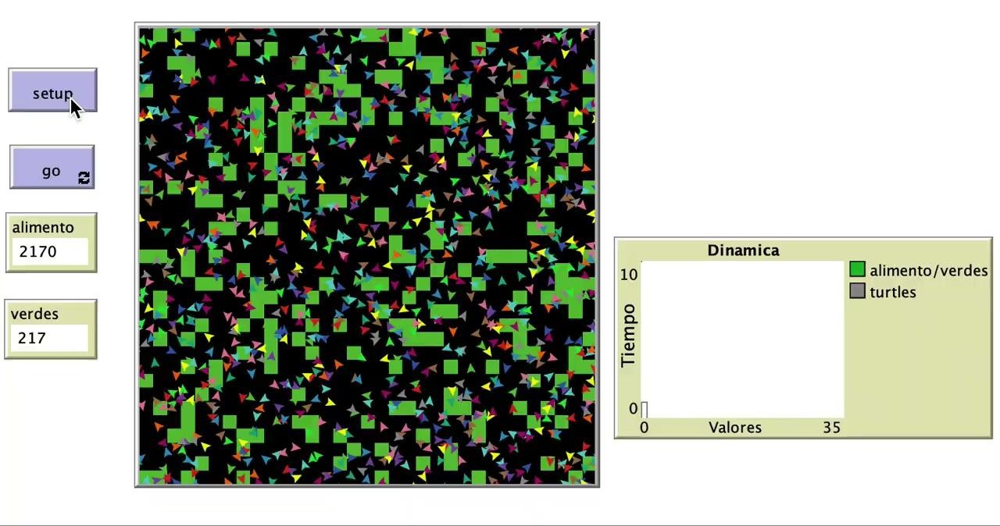 setup
go
alimento
2170
verdes
217
Dinamica
10
Tiempo
0
0
Valores
35
alimento/verdes
turtles